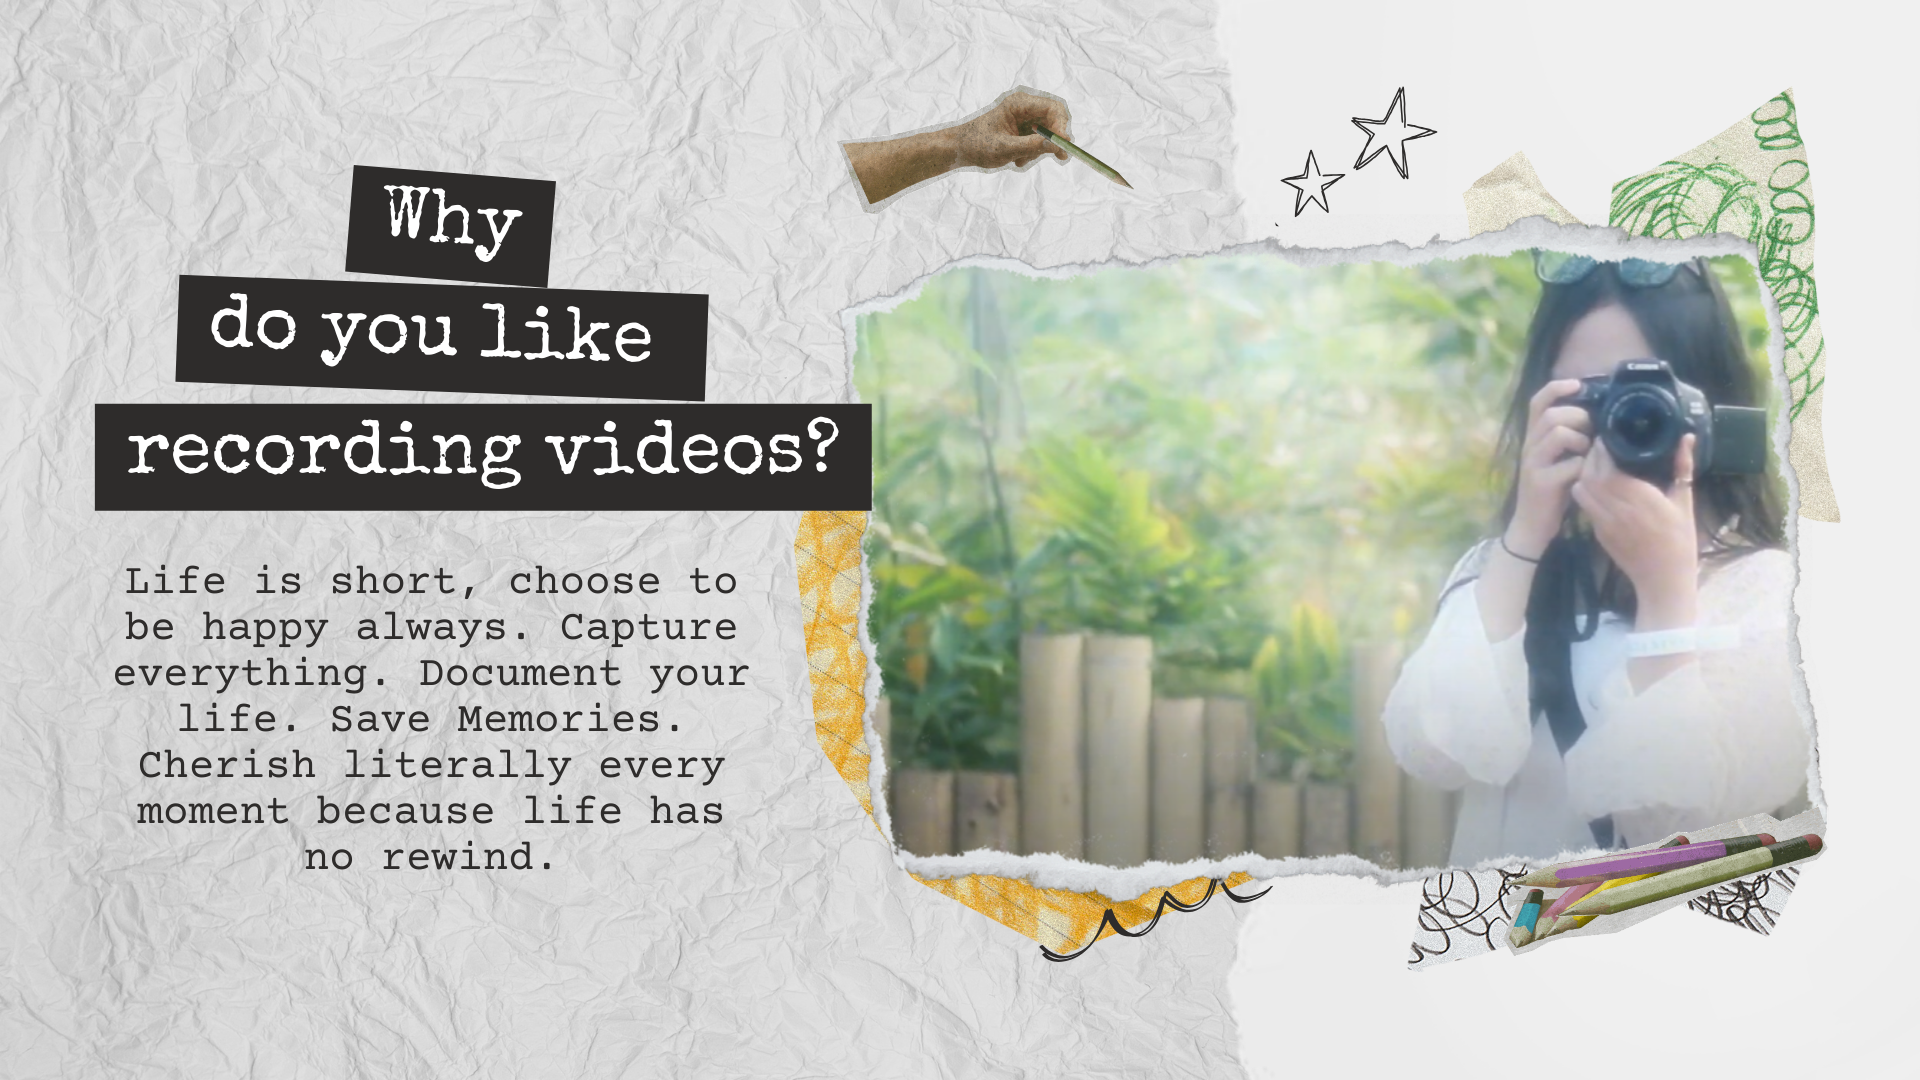 Why
do you like
recording videos?
Life is short, choose to
be happy always. Capture
everything. Document your
life. Save Memories.
Cherish literally every
moment because life has
no rewind.
Canon